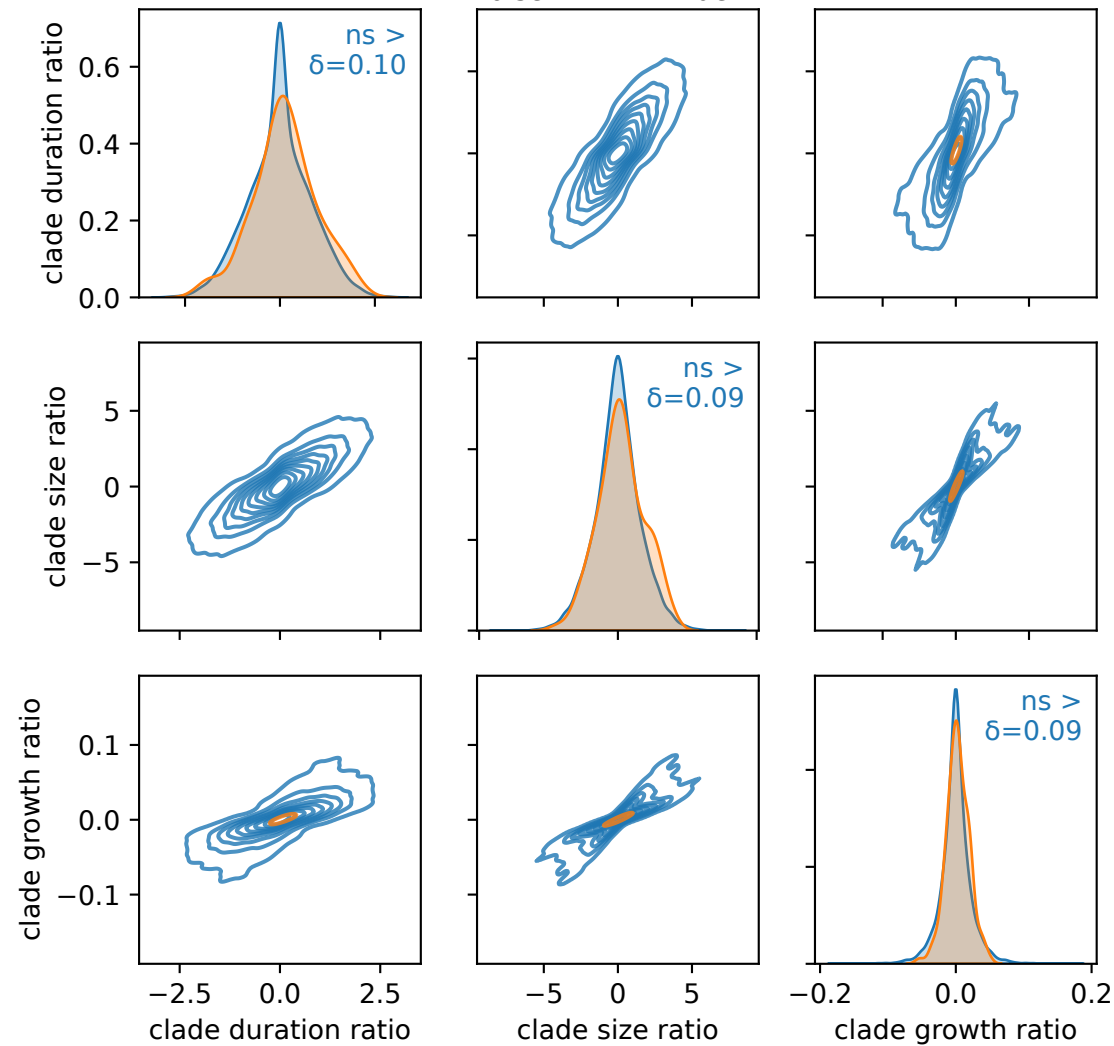 clade duration ratio
0.6
0.4
0.2
0.0
ns >
δ=0.10
clade size ratio
5
0
−5
ns >
δ=0.09
clade growth ratio
0.1
0.0
−0.1
ns >
δ=0.09
−2.5 0.0 2.5
−5 0 5
−0.2 0.0 0.2
clade duration ratio
clade size ratio
clade growth ratio